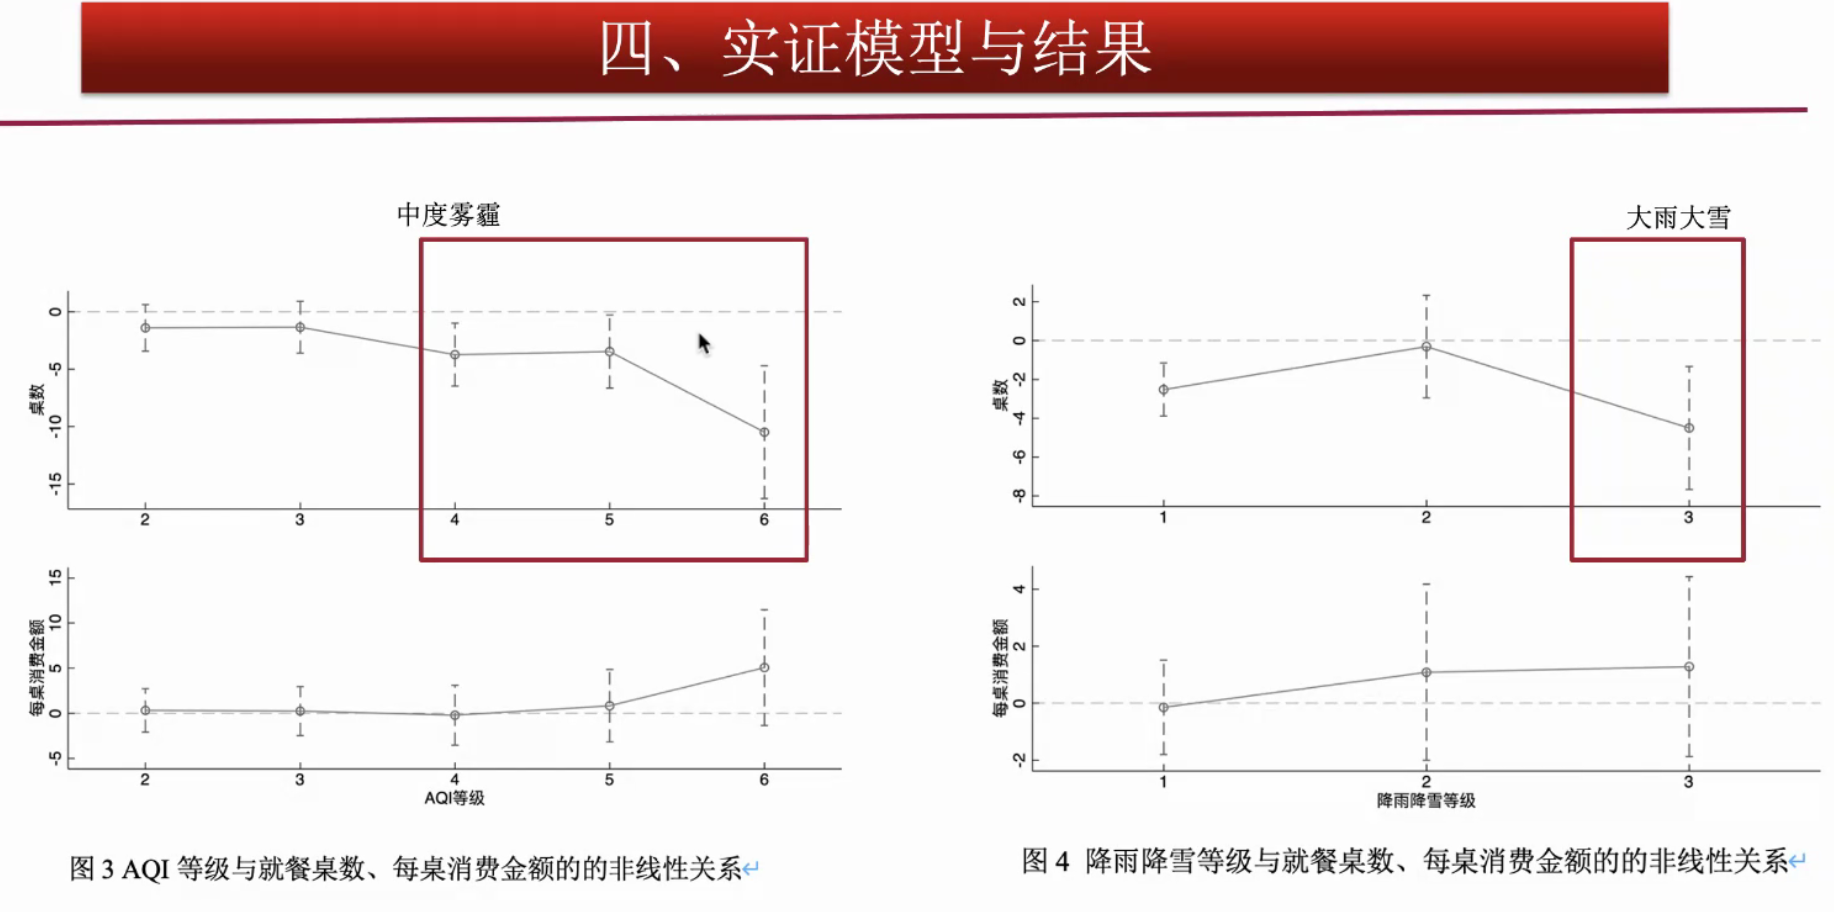 四、实证模型与结果
中度雾霾
大雨大雪
0
-5
-10
-15
桌数
2 3 4 5 6
15
10
5
0
-5
每桌消费金额
2 3 4 5 6
AQI等级
图 3 AQI 等级与就餐桌数、每桌消费金额的的非线性关系↵
2
0
-2
-4
-6
-8
桌数
1 2 3
4
2
0
-2
每桌消费金额
1 2 3
降雨降雪等级
图 4 降雨降雪等级与就餐桌数、每桌消费金额的的非线性关系↵